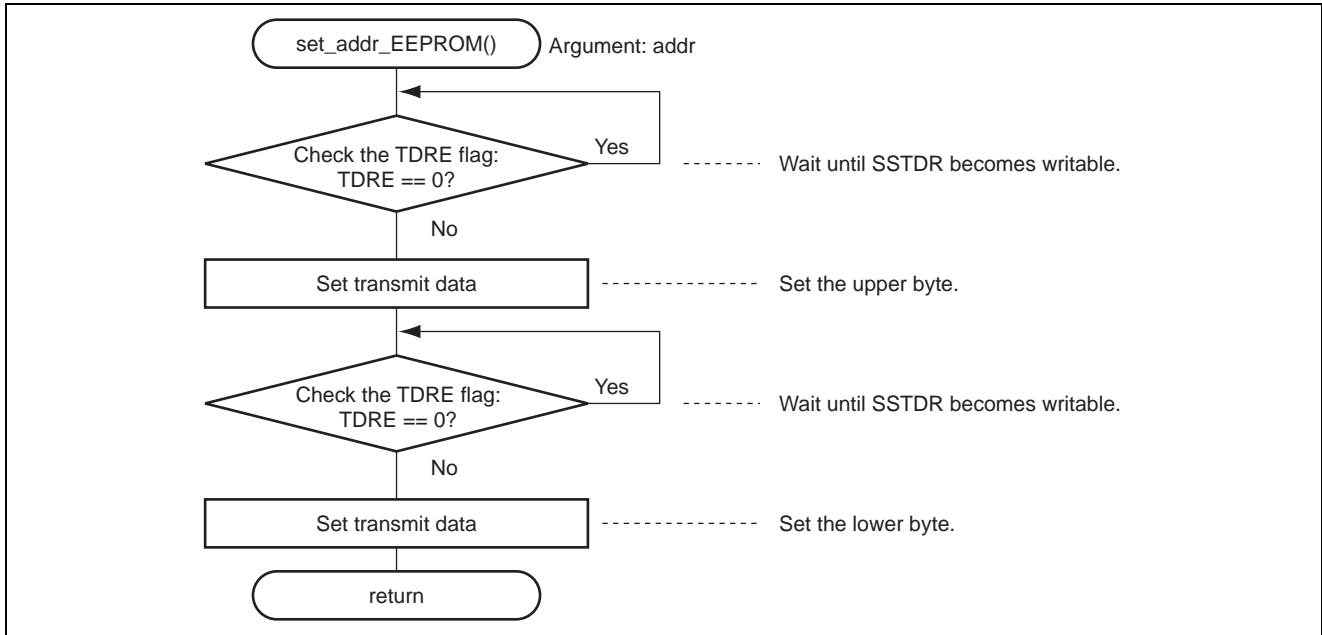 set_addr_EEPROM() Argument: addr
Yes
Check the TDRE flag:
TDRE == 0?
Wait until SSTDR becomes writable.
No
Set transmit data
Set the upper byte.
Yes
Check the TDRE flag:
TDRE == 0?
Wait until SSTDR becomes writable.
No
Set transmit data
Set the lower byte.
return